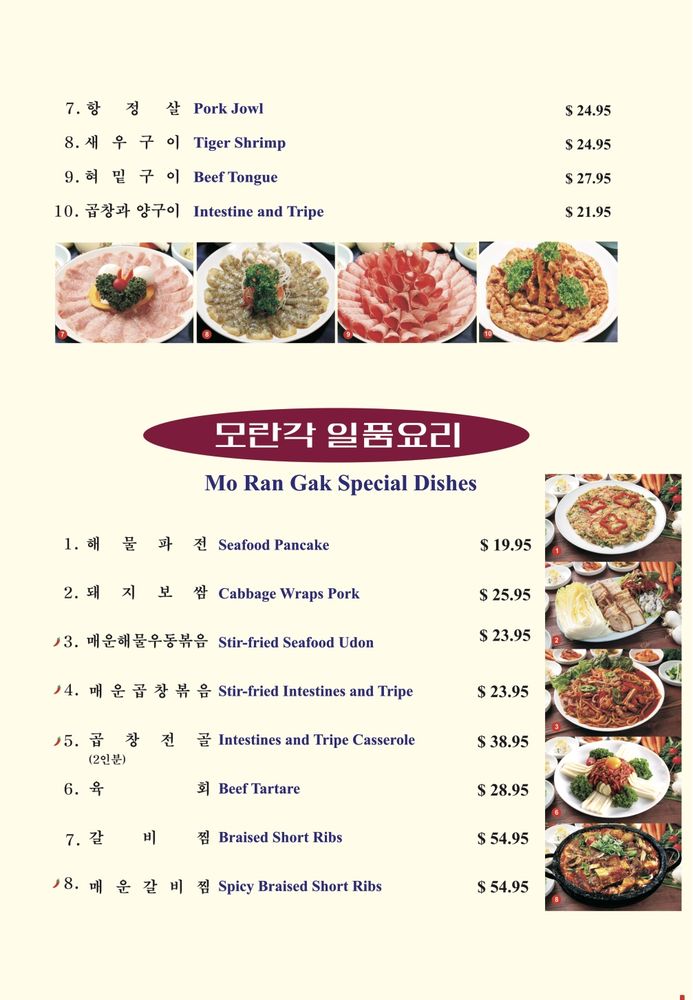 7. 항 정 살 Pork Jowl $ 24.95
8. 새 우 구 이 Tiger Shrimp $ 24.95
9. 혀 밑 구 이 Beef Tongue $ 27.95
10. 곱창과 양구이 Intestine and Tripe $ 21.95
7 8 9 10
모란각 일품요리
Mo Ran Gak Special Dishes
1. 해 물 파 전 Seafood Pancake $ 19.95
1
2. 돼 지 보 쌈 Cabbage Wraps Pork $ 25.95
2
3. 매운해물우동볶음 Stir-fried Seafood Udon $ 23.95
4. 매 운 곱 창 볶 음 Stir-fried Intestines and Tripe $ 23.95
3
5. 곱 창 전 골 Intestines and Tripe Casserole $ 38.95
(2인분)
6. 육 회 Beef Tartare $ 28.95
6
7. 갈 비 찜 Braised Short Ribs $ 54.95
8. 매 운 갈 비 찜 Spicy Braised Short Ribs $ 54.95
8